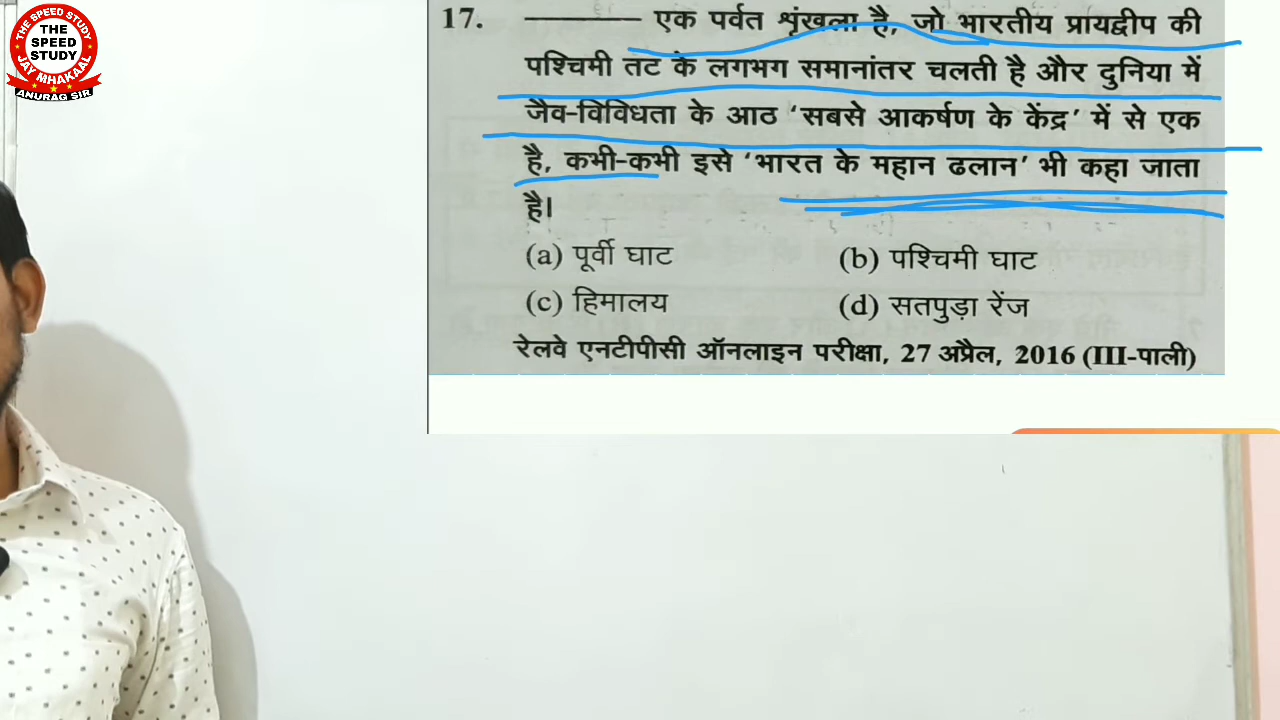 THE SPEED STUDY
THE
SPEED
STUDY
JAY MHAKAAL
ANURAG SIR
17. ———— एक पर्वत शृंखला है, जो भारतीय प्रायद्वीप की
पश्चिमी तट के लगभग समानांतर चलती है और दुनिया में
जैव-विविधता के आठ ‘सबसे आकर्षण के केंद्र’ में से एक
है, कभी-कभी इसे ‘भारत के महान ढलान’ भी कहा जाता
है।
(a) पूर्वी घाट (b) पश्चिमी घाट
(c) हिमालय (d) सतपुड़ा रेंज
रेलवे एनटीपीसी ऑनलाइन परीक्षा, 27 अप्रैल, 2016 (III-पाली)